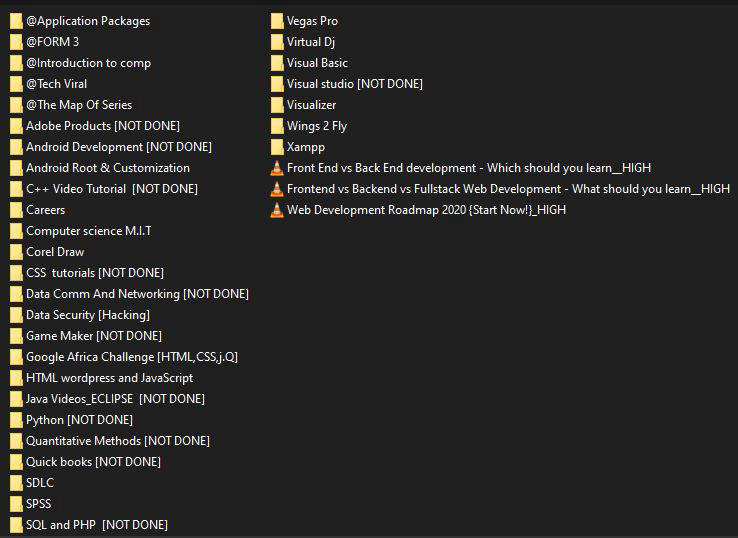 @Application Packages
@FORM 3
@Introduction to comp
@Tech Viral
@The Map Of Series
Adobe Products [NOT DONE]
Android Development [NOT DONE]
Android Root & Customization
C++ Video Tutorial  [NOT DONE]
Careers
Computer science M.I.T
Corel Draw
CSS  tutorials [NOT DONE]
Data Comm And Networking [NOT DONE]
Data Security [Hacking]
Game Maker [NOT DONE]
Google Africa Challenge [HTML,CSS,j.Q]
HTML wordpress and JavaScript
Java Videos_ECLIPSE  [NOT DONE]
Python [NOT DONE]
Quantitative Methods [NOT DONE]
Quick books [NOT DONE]
SDLC
SPSS
SQL and PHP  [NOT DONE]
Vegas Pro
Virtual Dj
Visual Basic
Visual studio [NOT DONE]
Visualizer
Wings 2 Fly
Xampp
Front End vs Back End development - Which should you learn__HIGH
Frontend vs Backend vs Fullstack Web Development - What should you learn__HIGH
Web Development Roadmap 2020 {Start Now!}_HIGH